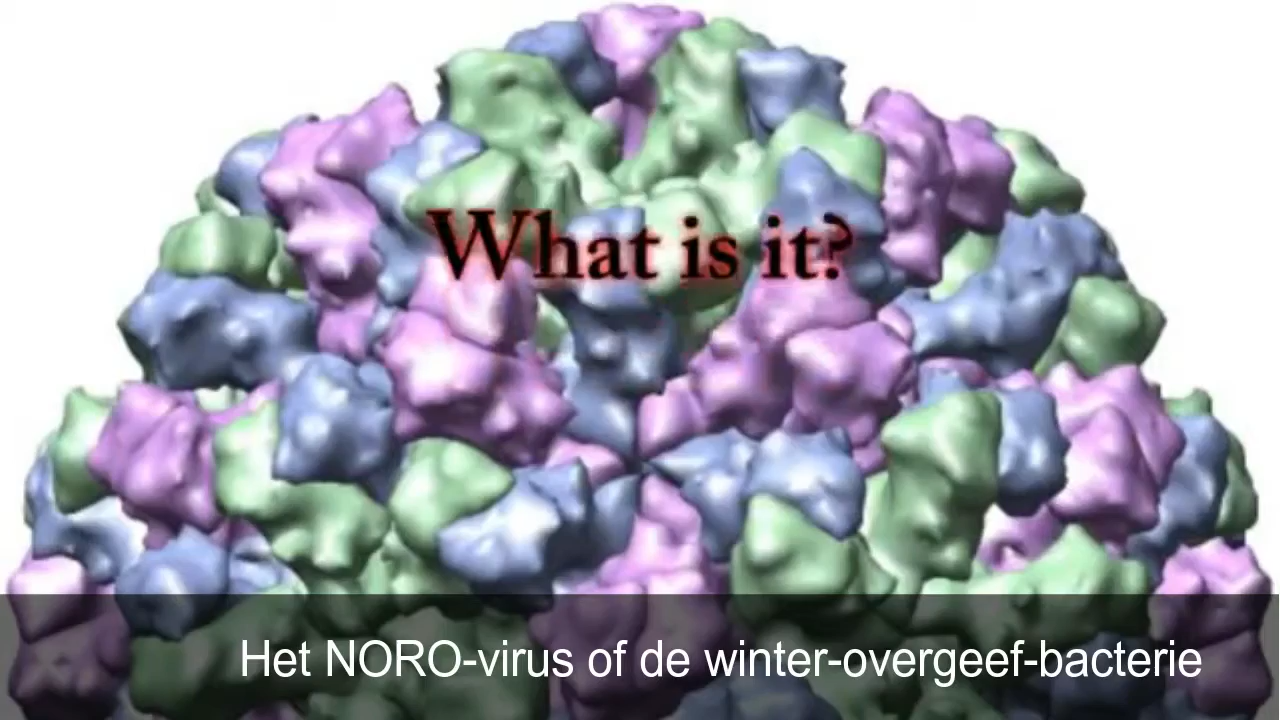 What is it?
Het NORO-virus of de winter-overgeef-bacterie